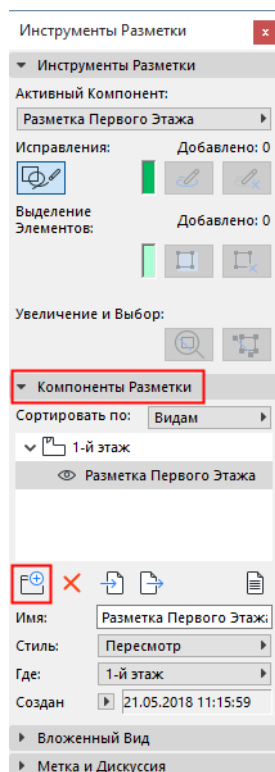 Инструменты Разметки
Инструменты Разметки
Активный Компонент:
Разметка Первого Этажа
Исправления: Добавлено: 0
Выделение
Элементов: Добавлено: 0
Увеличение и Выбор:
Компоненты Разметки
Сортировать по: Видам
1-й этаж
Разметка Первого Этажа
Имя: Разметка Первого Этажа
Стиль: Пересмотр
Где: 1-й этаж
Создан 21.05.2018 11:15:59
Вложенный Вид
Метка и Дискуссия